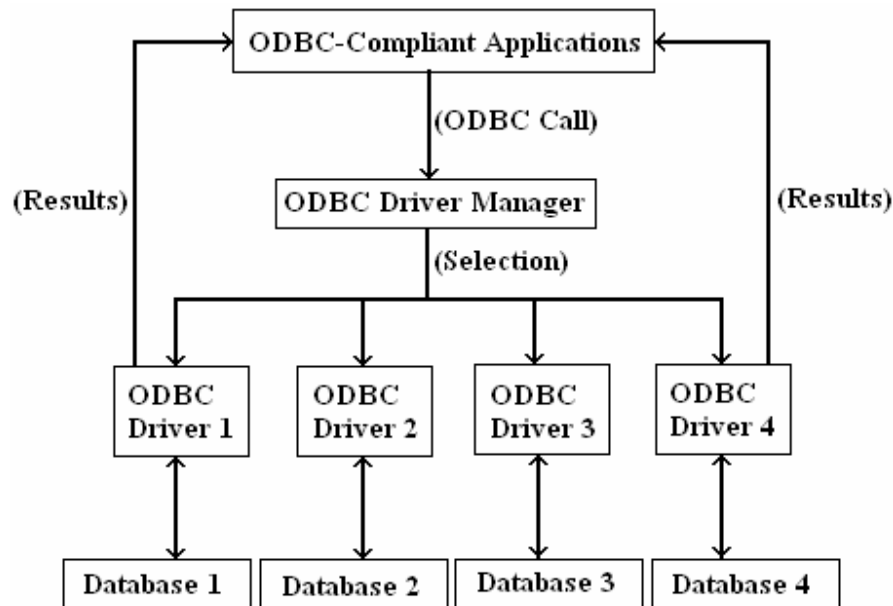 ODBC-Compliant Applications
(ODBC Call)
(Results)
(Results)
ODBC Driver Manager
(Selection)
ODBC
Driver 1
ODBC
Driver 2
ODBC
Driver 3
ODBC
Driver 4
Database 1
Database 2
Database 3
Database 4